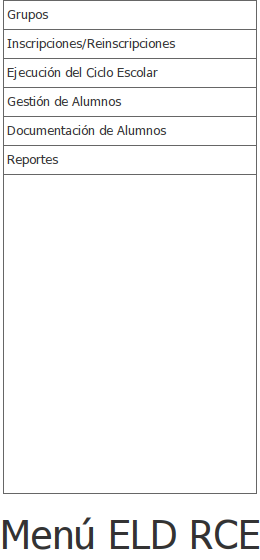 Grupos
Inscripciones/Reinscripciones
Ejecución del Ciclo Escolar
Gestión de Alumnos
Documentación de Alumnos
Reportes
Menú ELD RCE